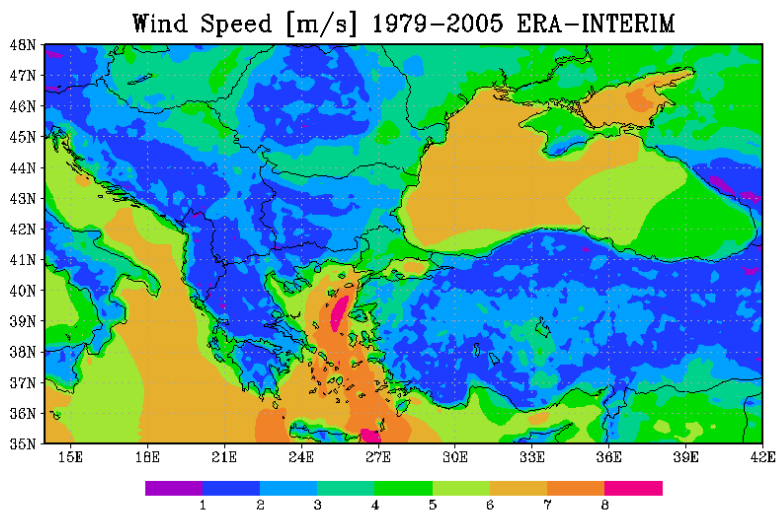 Wind Speed [m/s] 1979-2005 ERA-INTERIM
48N
47N
46N
45N
44N
43N
42N
41N
40N
39N
38N
37N
36N
35N
15E 18E 21E 24E 27E 30E 33E 36E 39E 42E
1 2 3 4 5 6 7 8